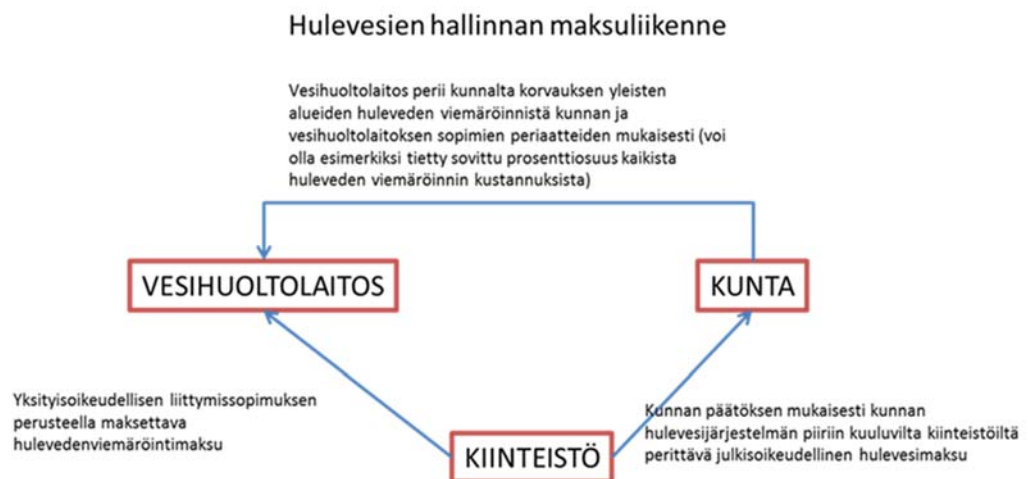 Hulevesien hallinnan maksuliikenne
Vesihuoltolaitos perii kunnalta korvauksen yleisten
alueiden huleveden viemäröinnistä kunnan ja
vesihuoltolaitoksen sopimien periaatteiden mukaisesti (voi
olla esimerkiksi tietty sovittu prosenttiosuus kaikista
huleveden viemäröinnin kustannuksista)
VESIHUOLTOLAITOS
KUNTA
Yksityisoikeudellisen liittymissopimuksen
perusteella maksettava
hulevedenviemäröintimaksu
Kunnan päätöksen mukaisesti kunnan
hulevesijärjestelmän piiriin kuuluvilta kiinteistöiltä
perittävä julkisoikeudellinen hulevesimaksu
KIINTEISTÖ